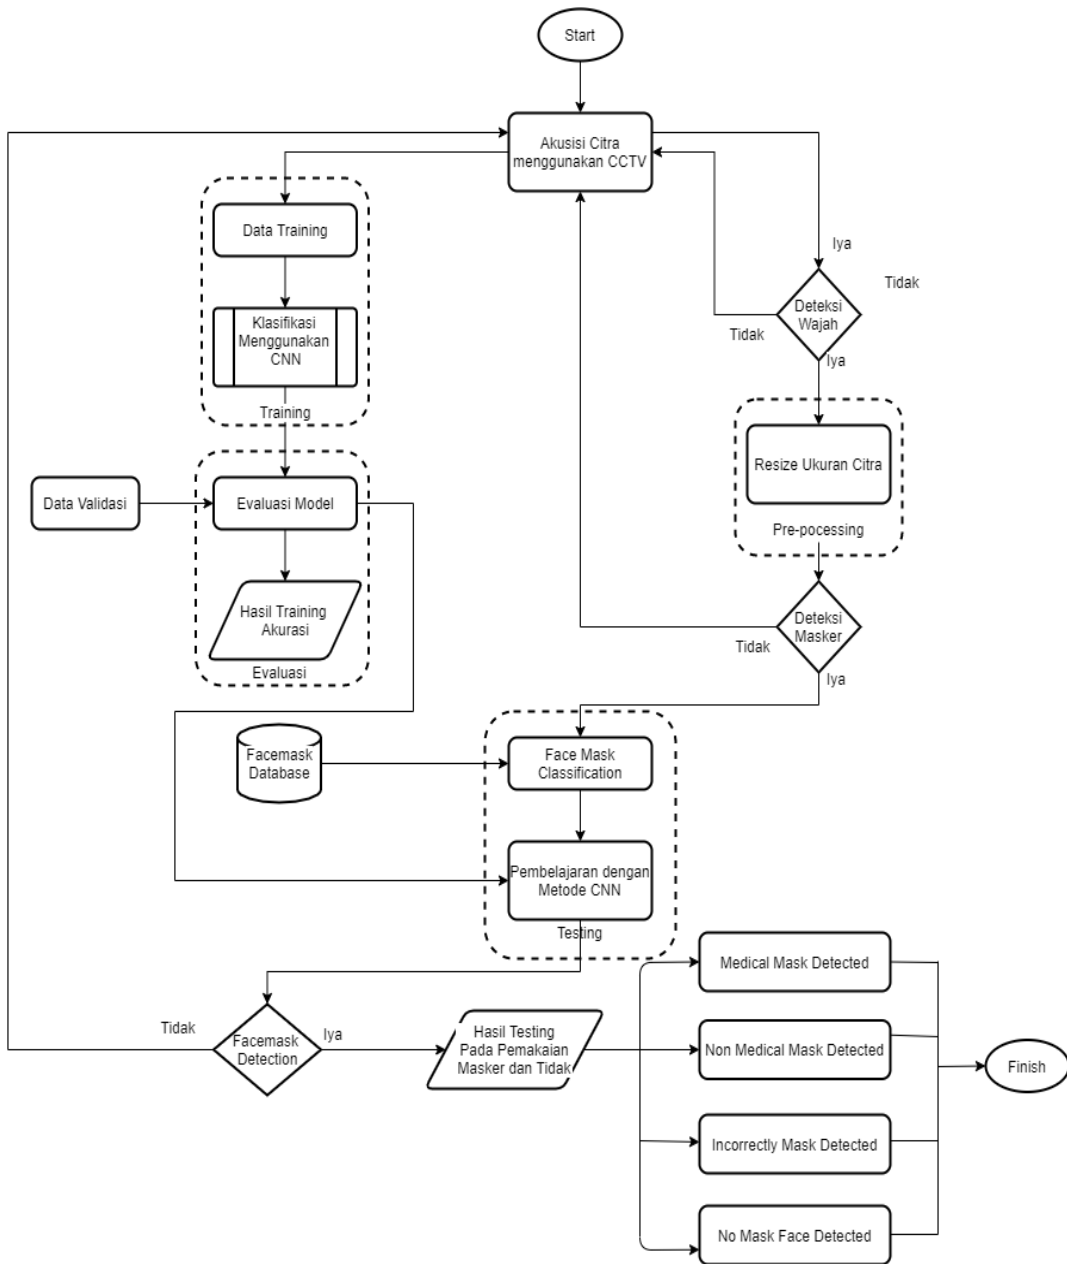 Start
Akusisi Citra
menggunakan CCTV
Data Training
Klasifikasi
Menggunakan
CNN
Training
Iya
Tidak
Deteksi
Wajah
Tidak
Iya
Resize Ukuran Citra
Pre-pocessing
Data Validasi
Evaluasi Model
Hasil Training
Akurasi
Evaluasi
Deteksi
Masker
Tidak
Iya
Facemask
Database
Face Mask
Classification
Pembelajaran dengan
Metode CNN
Testing
Tidak
Facemask
Detection
Iya
Hasil Testing
Pada Pemakaian
Masker dan Tidak
Medical Mask Detected
Non Medical Mask Detected
Incorrectly Mask Detected
No Mask Face Detected
Finish